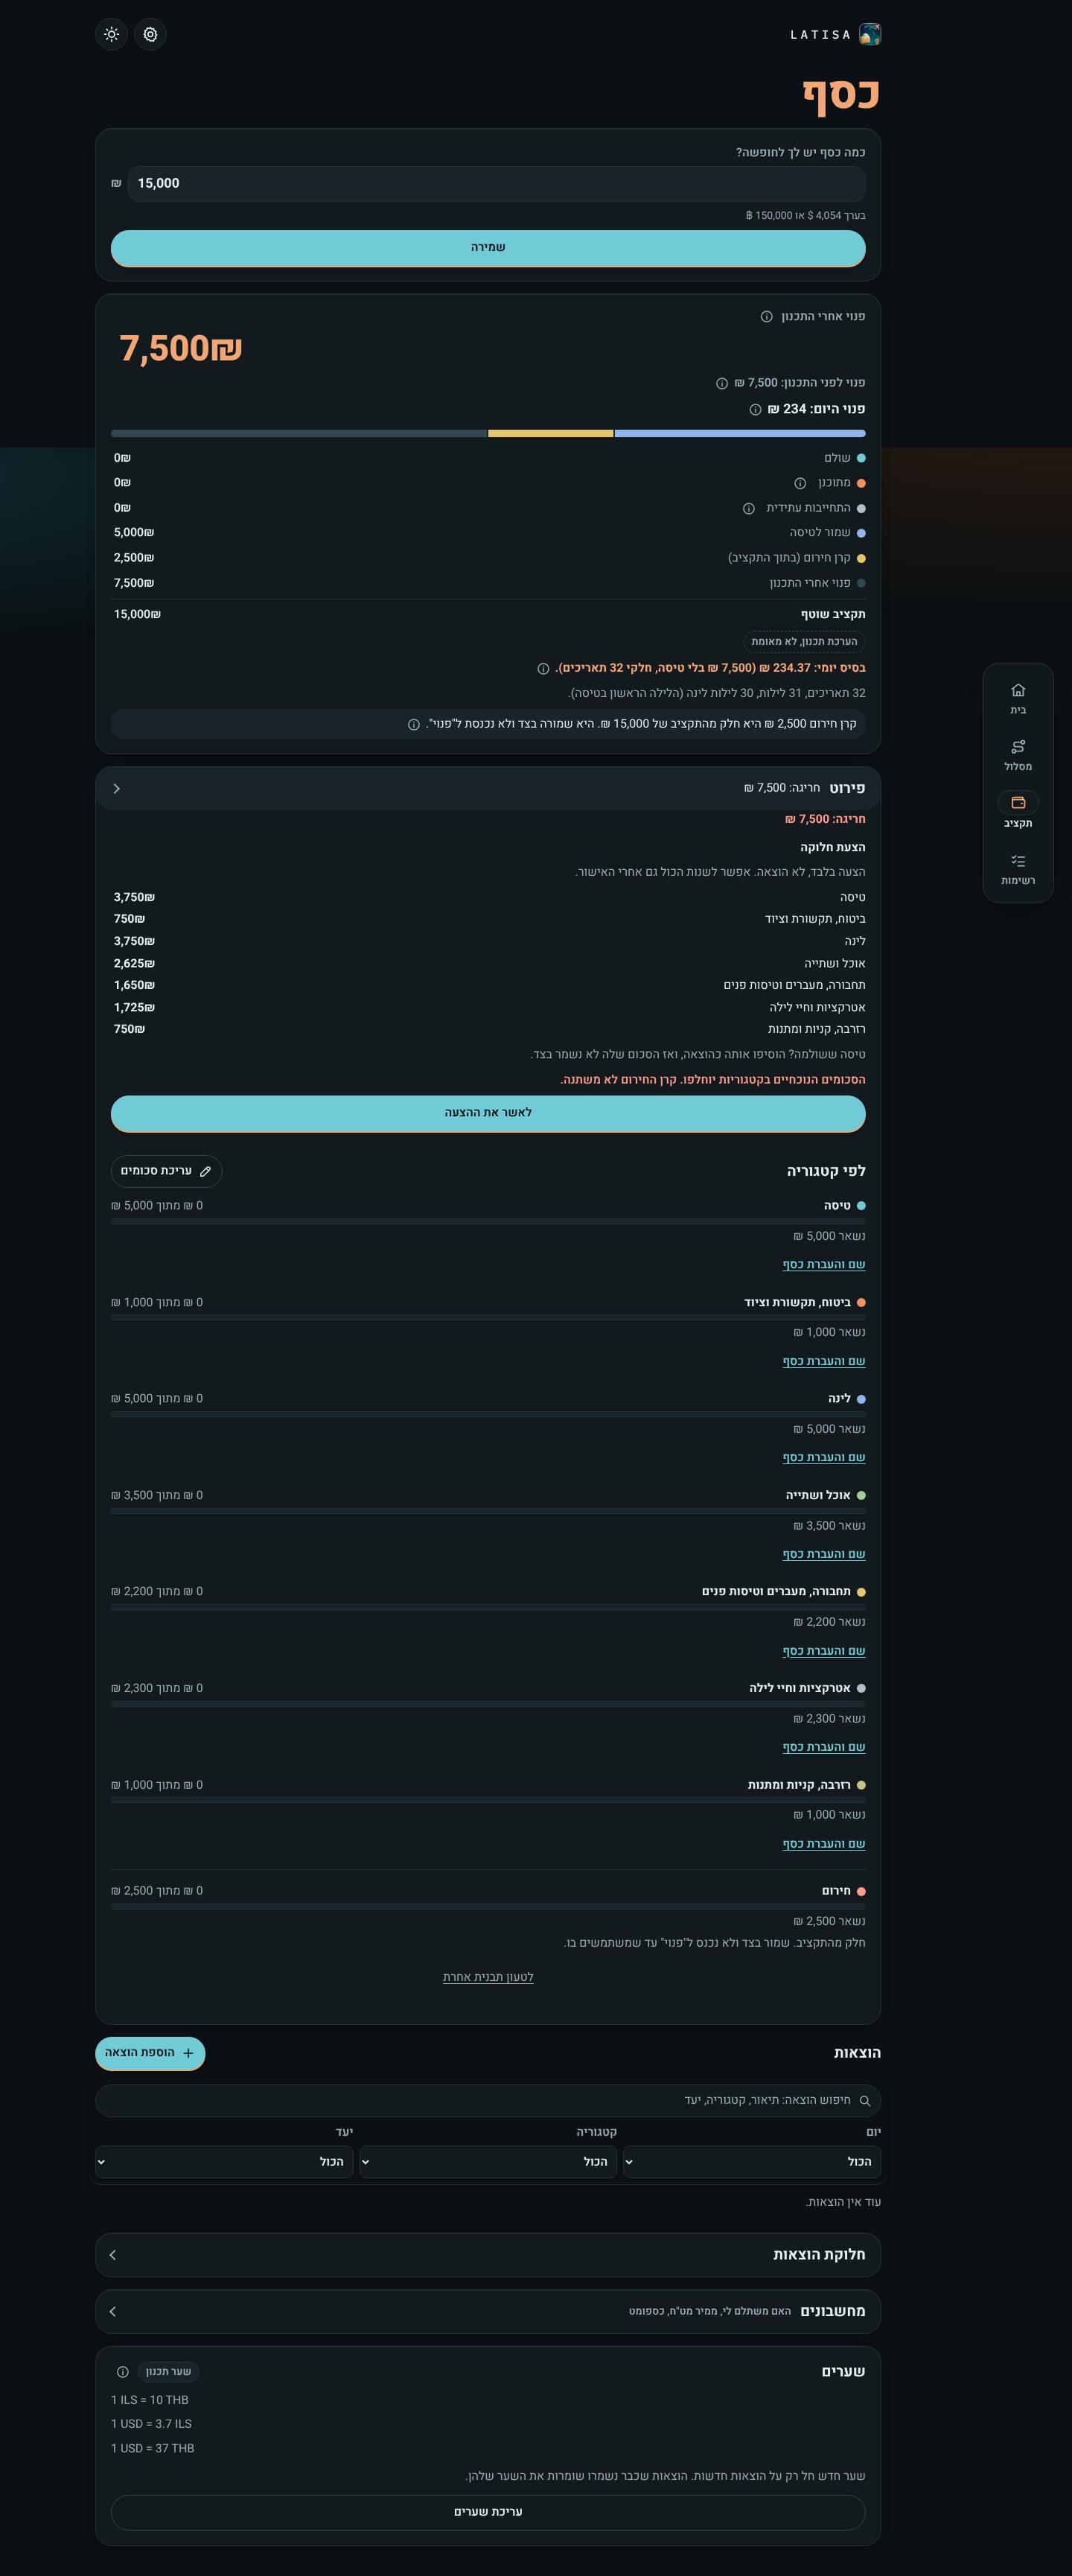 LATISA
כסף
כמה כסף יש לך לחופשה?
15,000 ₪
בערך 4,054 $ או 150,000 ฿
שמירה
פנוי אחרי התכנון
7,500₪
פנוי לפני התכנון: 7,500 ₪
פנוי היום: 234 ₪
שולם 0₪
מתוכנן 0₪
התחייבות עתידית 0₪
שמור לטיסה 5,000₪
קרן חירום (בתוך התקציב) 2,500₪
פנוי אחרי התכנון 7,500₪
תקציב שוטף 15,000₪
הערכת תכנון, לא מאומת
בסיס יומי: 234.37 ₪ (7,500 ₪ בלי טיסה, חלקי 32 תאריכים).
32 תאריכים, 31 לילות, 30 לילות לינה (הלילה הראשון בטיסה).
קרן חירום 2,500 ₪ היא חלק מהתקציב של 15,000 ₪. היא שמורה בצד ולא נכנסת ל"פנוי".
בית
מסלול
תקציב
רשימות
פירוט חריגה: 7,500 ₪
חריגה: 7,500 ₪
הצעת חלוקה
הצעה בלבד, לא הוצאה. אפשר לשנות הכול גם אחרי האישור.
טיסה 3,750₪
ביטוח, תקשורת וציוד 750₪
לינה 3,750₪
אוכל ושתייה 2,625₪
תחבורה, מעברים וטיסות פנים 1,650₪
אטרקציות וחיי לילה 1,725₪
רזרבה, קניות ומתנות 750₪
טיסה ששולמה? הוסיפו אותה כהוצאה, ואז הסכום שלה לא נשמר בצד.
הסכומים הנוכחיים בקטגוריות יוחלפו. קרן החירום לא משתנה.
לאשר את ההצעה
לפי קטגוריה עריכת סכומים
טיסה 0 ₪ מתוך 5,000 ₪
נשאר 5,000 ₪
שם והעברת כסף
ביטוח, תקשורת וציוד 0 ₪ מתוך 1,000 ₪
נשאר 1,000 ₪
שם והעברת כסף
לינה 0 ₪ מתוך 5,000 ₪
נשאר 5,000 ₪
שם והעברת כסף
אוכל ושתייה 0 ₪ מתוך 3,500 ₪
נשאר 3,500 ₪
שם והעברת כסף
תחבורה, מעברים וטיסות פנים 0 ₪ מתוך 2,200 ₪
נשאר 2,200 ₪
שם והעברת כסף
אטרקציות וחיי לילה 0 ₪ מתוך 2,300 ₪
נשאר 2,300 ₪
שם והעברת כסף
רזרבה, קניות ומתנות 0 ₪ מתוך 1,000 ₪
נשאר 1,000 ₪
שם והעברת כסף
חירום 0 ₪ מתוך 2,500 ₪
נשאר 2,500 ₪
חלק מהתקציב. שמור בצד ולא נכנס ל"פנוי" עד שמשתמשים בו.
לטעון תבנית אחרת
הוצאות הוספת הוצאה
חיפוש הוצאה: תיאור, קטגוריה, יעד
יום קטגוריה יעד
הכול הכול הכול
עוד אין הוצאות.
חלוקת הוצאות
מחשבונים האם משתלם לי, ממיר מט"ח, כספומט
שערים שער תכנון
1 ILS = 10 THB
1 USD = 3.7 ILS
1 USD = 37 THB
שער חדש חל רק על הוצאות חדשות. הוצאות שכבר נשמרו שומרות את השער שלהן.
עריכת שערים